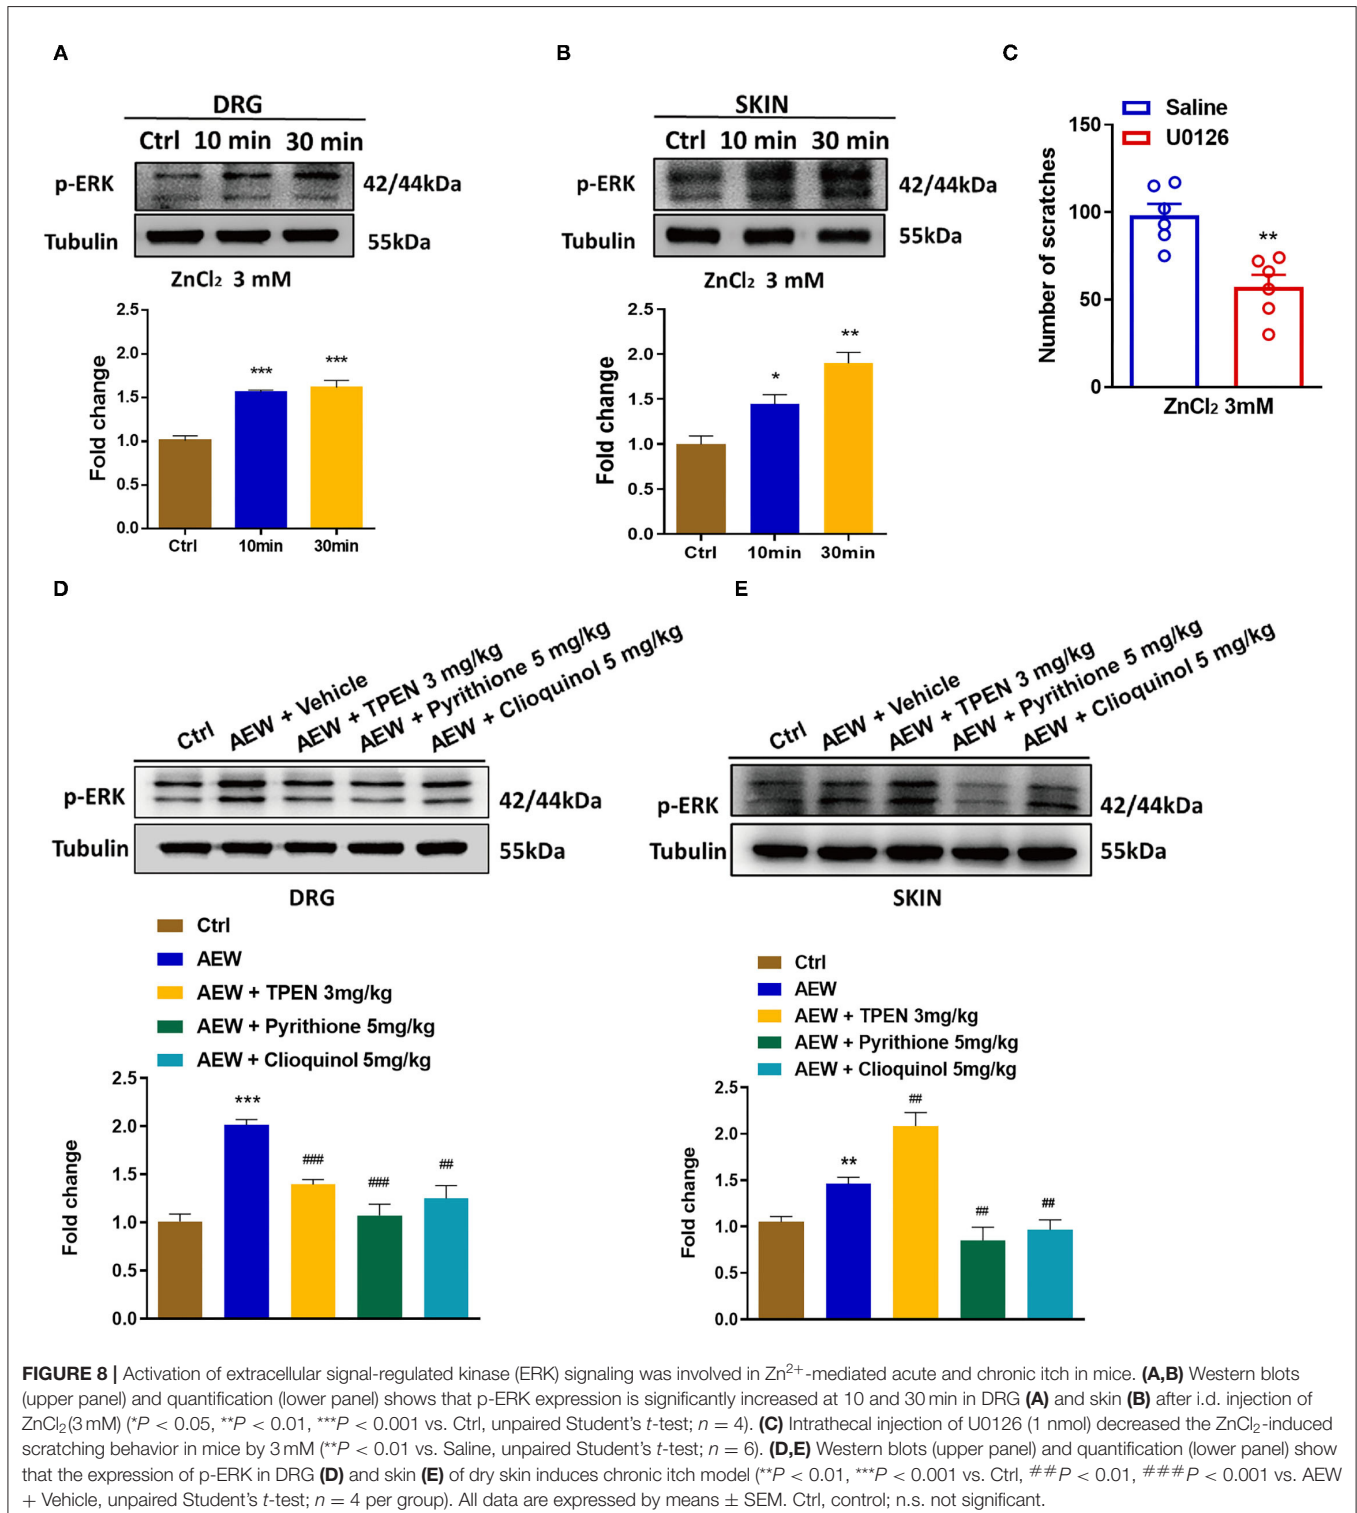 A
DRG
Ctrl 10 min 30 min
p-ERK
42/44kDa
Tubulin
55kDa
ZnCl₂ 3 mM
Fold change
2.5
2.0
1.5
1.0
0.5
0.0
***
***
Ctrl 10min 30min
B
SKIN
Ctrl 10 min 30 min
p-ERK
42/44kDa
Tubulin
55kDa
ZnCl₂ 3 mM
Fold change
2.5
2.0
1.5
1.0
0.5
0.0
*
**
Ctrl 10min 30min
C
Saline
U0126
Number of scratches
150
100
50
0
**
ZnCl₂ 3mM
D
Ctrl
AEW + Vehicle
AEW + TPEN 3 mg/kg
AEW + Pyrithione 5 mg/kg
AEW + Clioquinol 5 mg/kg
p-ERK
42/44kDa
Tubulin
55kDa
DRG
Ctrl
AEW
AEW + TPEN 3mg/kg
AEW + Pyrithione 5mg/kg
AEW + Clioquinol 5mg/kg
Fold change
2.5
2.0
1.5
1.0
0.5
0.0
***
###
###
##
E
Ctrl
AEW + Vehicle
AEW + TPEN 3 mg/kg
AEW + Pyrithione 5 mg/kg
AEW + Clioquinol 5 mg/kg
p-ERK
42/44kDa
Tubulin
55kDa
SKIN
Ctrl
AEW
AEW + TPEN 3mg/kg
AEW + Pyrithione 5mg/kg
AEW + Clioquinol 5mg/kg
Fold change
2.5
2.0
1.5
1.0
0.5
0.0
**
##
##
##
FIGURE 8 | Activation of extracellular signal-regulated kinase (ERK) signaling was involved in Zn²⁺-mediated acute and chronic itch in mice. (A,B) Western blots
(upper panel) and quantification (lower panel) shows that p-ERK expression is significantly increased at 10 and 30 min in DRG (A) and skin (B) after i.d. injection of
ZnCl₂(3 mM) (*P < 0.05, **P < 0.01, ***P < 0.001 vs. Ctrl, unpaired Student's t-test; n = 4). (C) Intrathecal injection of U0126 (1 nmol) decreased the ZnCl₂-induced
scratching behavior in mice by 3 mM (**P < 0.01 vs. Saline, unpaired Student's t-test; n = 6). (D,E) Western blots (upper panel) and quantification (lower panel) show
that the expression of p-ERK in DRG (D) and skin (E) of dry skin induces chronic itch model (**P < 0.01, ***P < 0.001 vs. Ctrl, ##P < 0.01, ###P < 0.001 vs. AEW
+ Vehicle, unpaired Student's t-test; n = 4 per group). All data are expressed by means ± SEM. Ctrl, control; n.s. not significant.